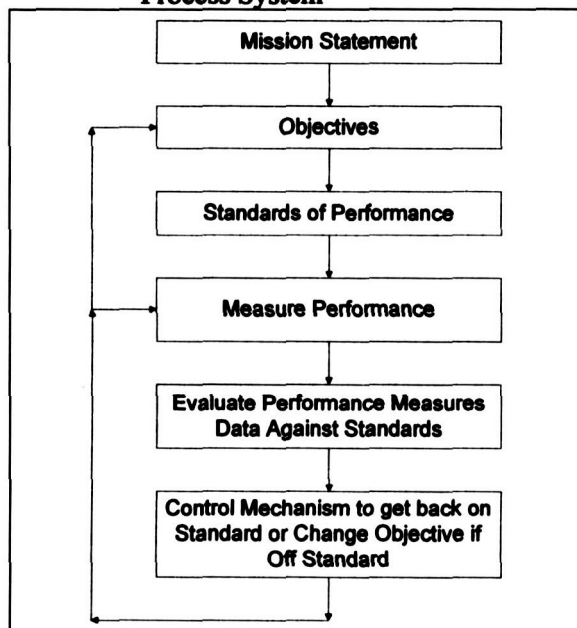 Process System
Mission Statement
Objectives
Standards of Performance
Measure Performance
Evaluate Performance Measures
Data Against Standards
Control Mechanism to get back on
Standard or Change Objective if
Off Standard